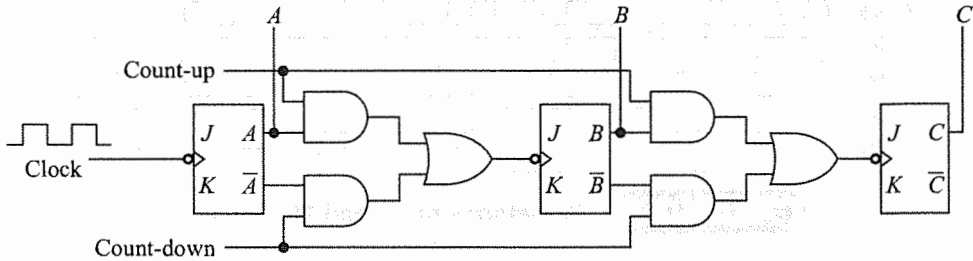 A B C
Count-up
J A J B J C
Clock
K A̅ K B̅ K C̅
Count-down